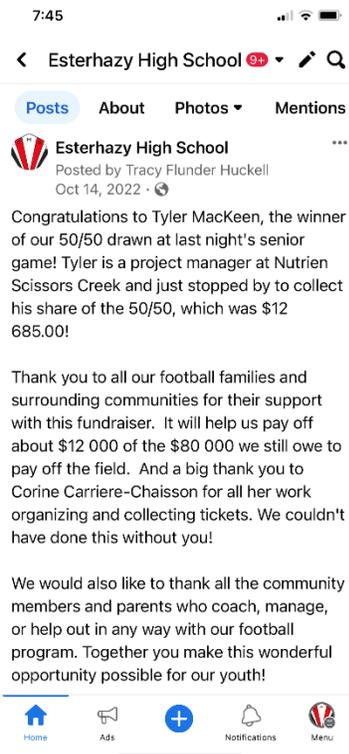 7:45
Esterhazy High School 9+
Posts About Photos Mentions
Esterhazy High School
Posted by Tracy Flunder Huckell
Oct 14, 2022 ·
Congratulations to Tyler MacKeen, the winner
of our 50/50 drawn at last night's senior
game! Tyler is a project manager at Nutrien
Scissors Creek and just stopped by to collect
his share of the 50/50, which was $12
685.00!
Thank you to all our football families and
surrounding communities for their support
with this fundraiser. It will help us pay off
about $12 000 of the $80 000 we still owe to
pay off the field. And a big thank you to
Corine Carriere-Chaisson for all her work
organizing and collecting tickets. We couldn't
have done this without you!
We would also like to thank all the community
members and parents who coach, manage,
or help out in any way with our football
program. Together you make this wonderful
opportunity possible for our youth!
Home Ads Notifications Menu